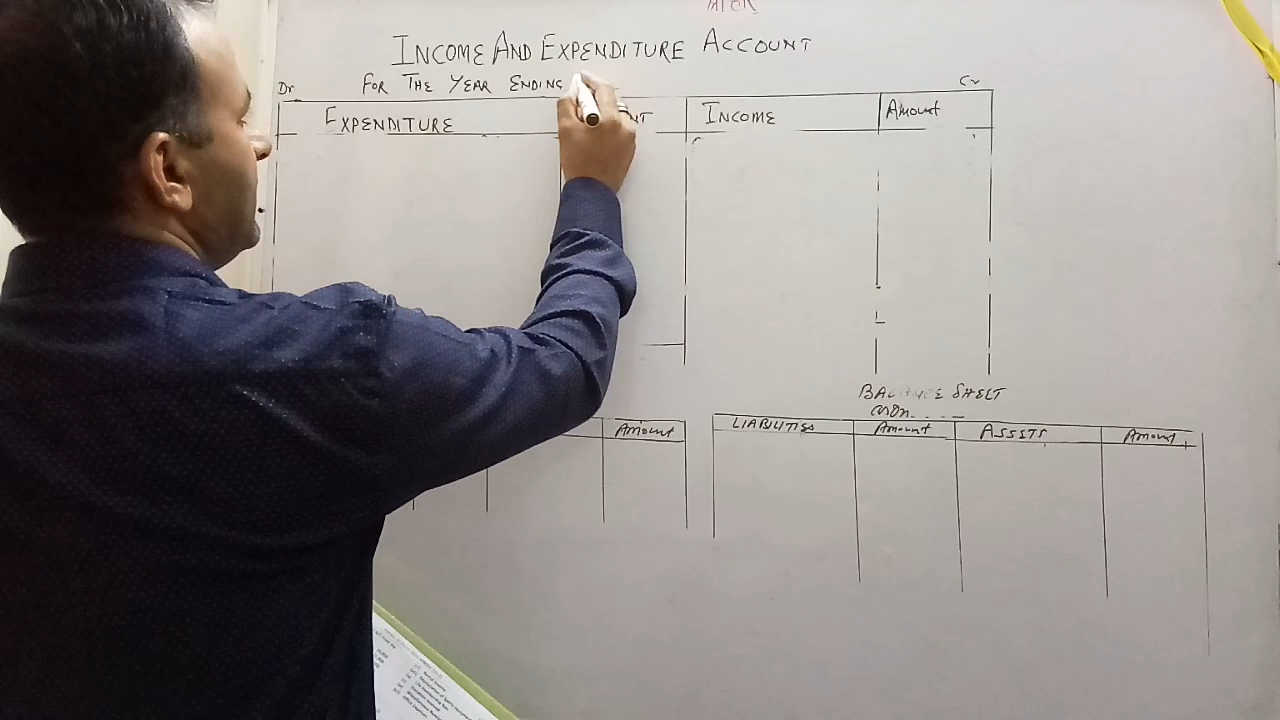 INCOME AND EXPENDITURE ACCOUNT
Dr FOR THE YEAR ENDING Cr
EXPENDITURE INCOME Amount
BALANCE SHEET
Amount LIABILITIES Amount ASSETS Amount